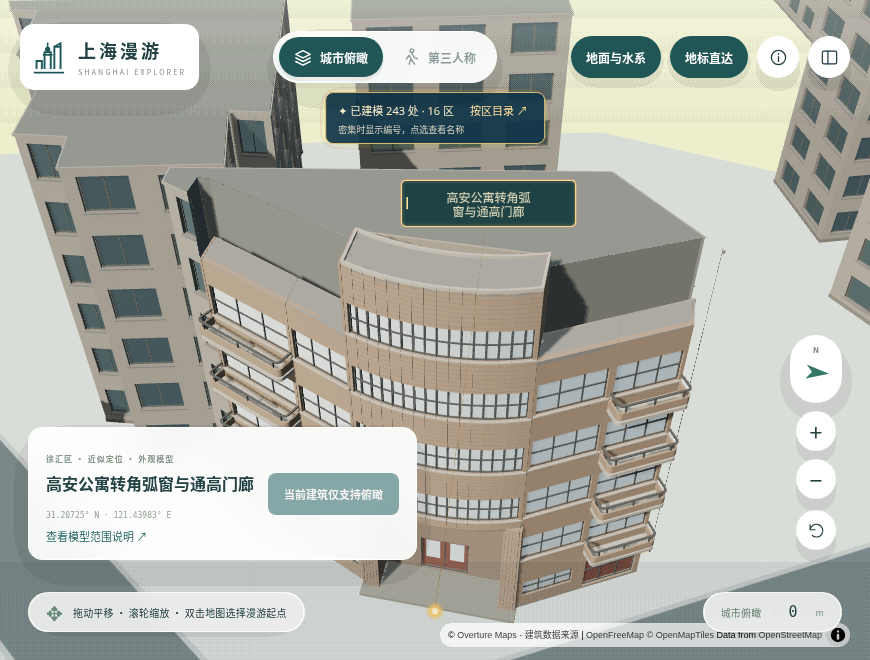 上海漫游
SHANGHAI EXPLORER
城市俯瞰
第三人称
地面与水系
地标直达
✦ 已建模 243 处 · 16 区 按区目录 ↗
密集时显示编号，点选查看名称
高安公寓转角弧
窗与通高门廊
N
徐汇区 · 近似定位 · 外观模型
高安公寓转角弧窗与通高门廊
当前建筑仅支持俯瞰
31.20725° N · 121.43983° E
查看模型范围说明 ↗
拖动平移 · 滚轮缩放 · 双击地图选择漫游起点
城市俯瞰 0 m
© Overture Maps · 建筑数据来源 | OpenFreeMap © OpenMapTiles Data from OpenStreetMap